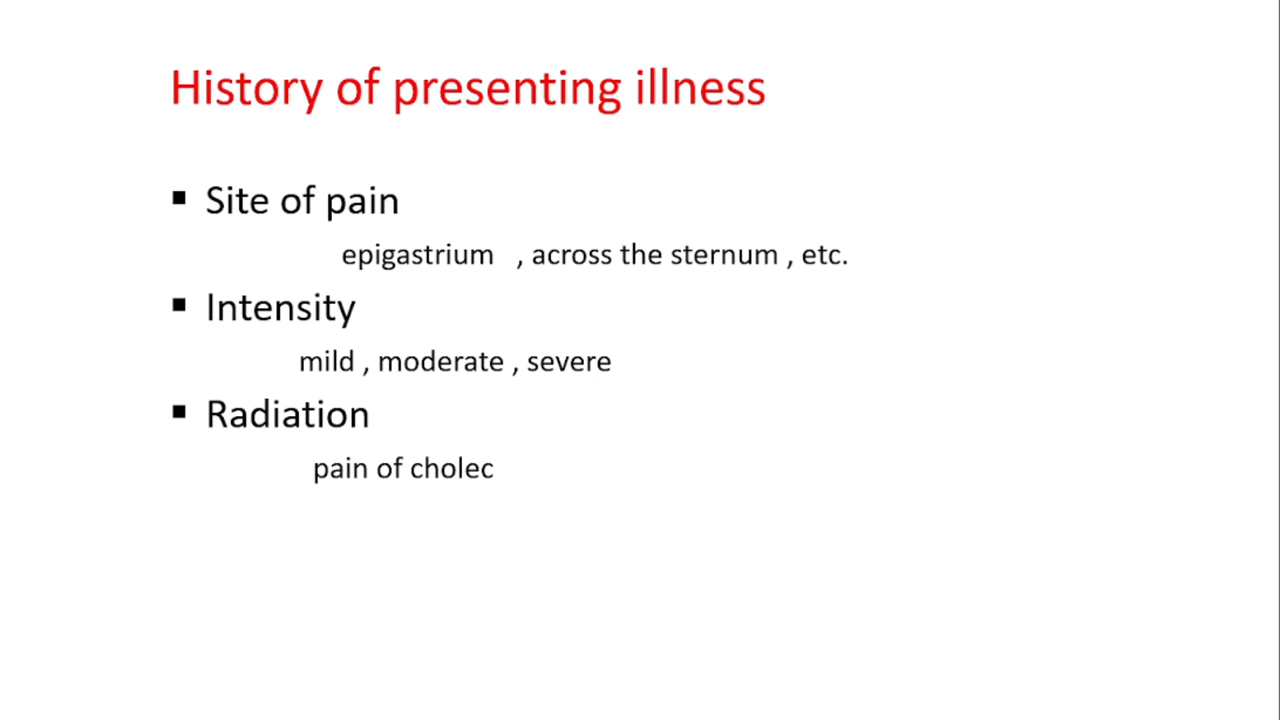 History of presenting illness
▪ Site of pain
epigastrium , across the sternum , etc.
▪ Intensity
mild , moderate , severe
▪ Radiation
pain of cholec